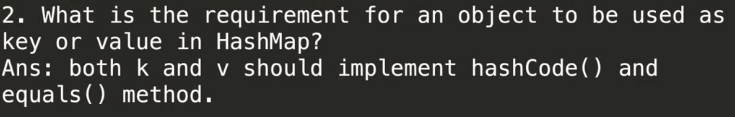 2. What is the requirement for an object to be used as
key or value in HashMap?
Ans: both k and v should implement hashCode() and
equals() method.